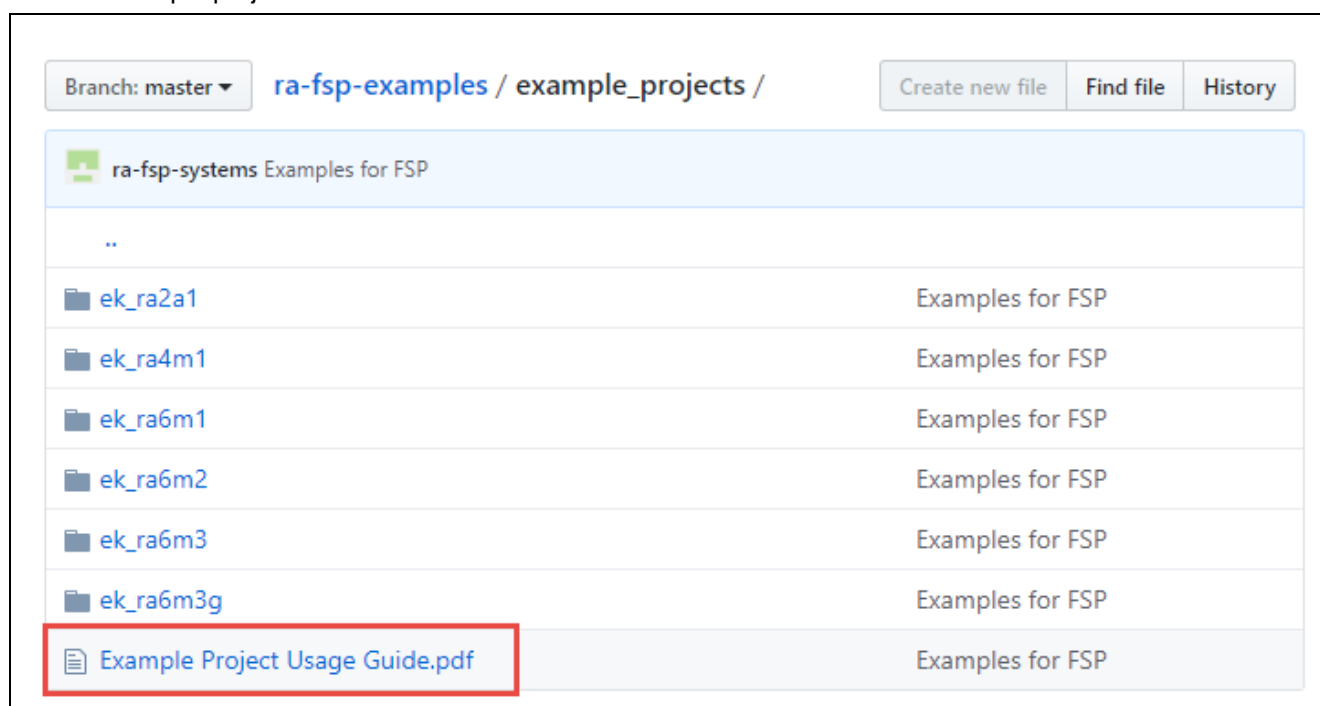 Branch: master ra-fsp-examples / example_projects / Create new file Find file History
ra-fsp-systems Examples for FSP
..
ek_ra2a1 Examples for FSP
ek_ra4m1 Examples for FSP
ek_ra6m1 Examples for FSP
ek_ra6m2 Examples for FSP
ek_ra6m3 Examples for FSP
ek_ra6m3g Examples for FSP
Example Project Usage Guide.pdf Examples for FSP